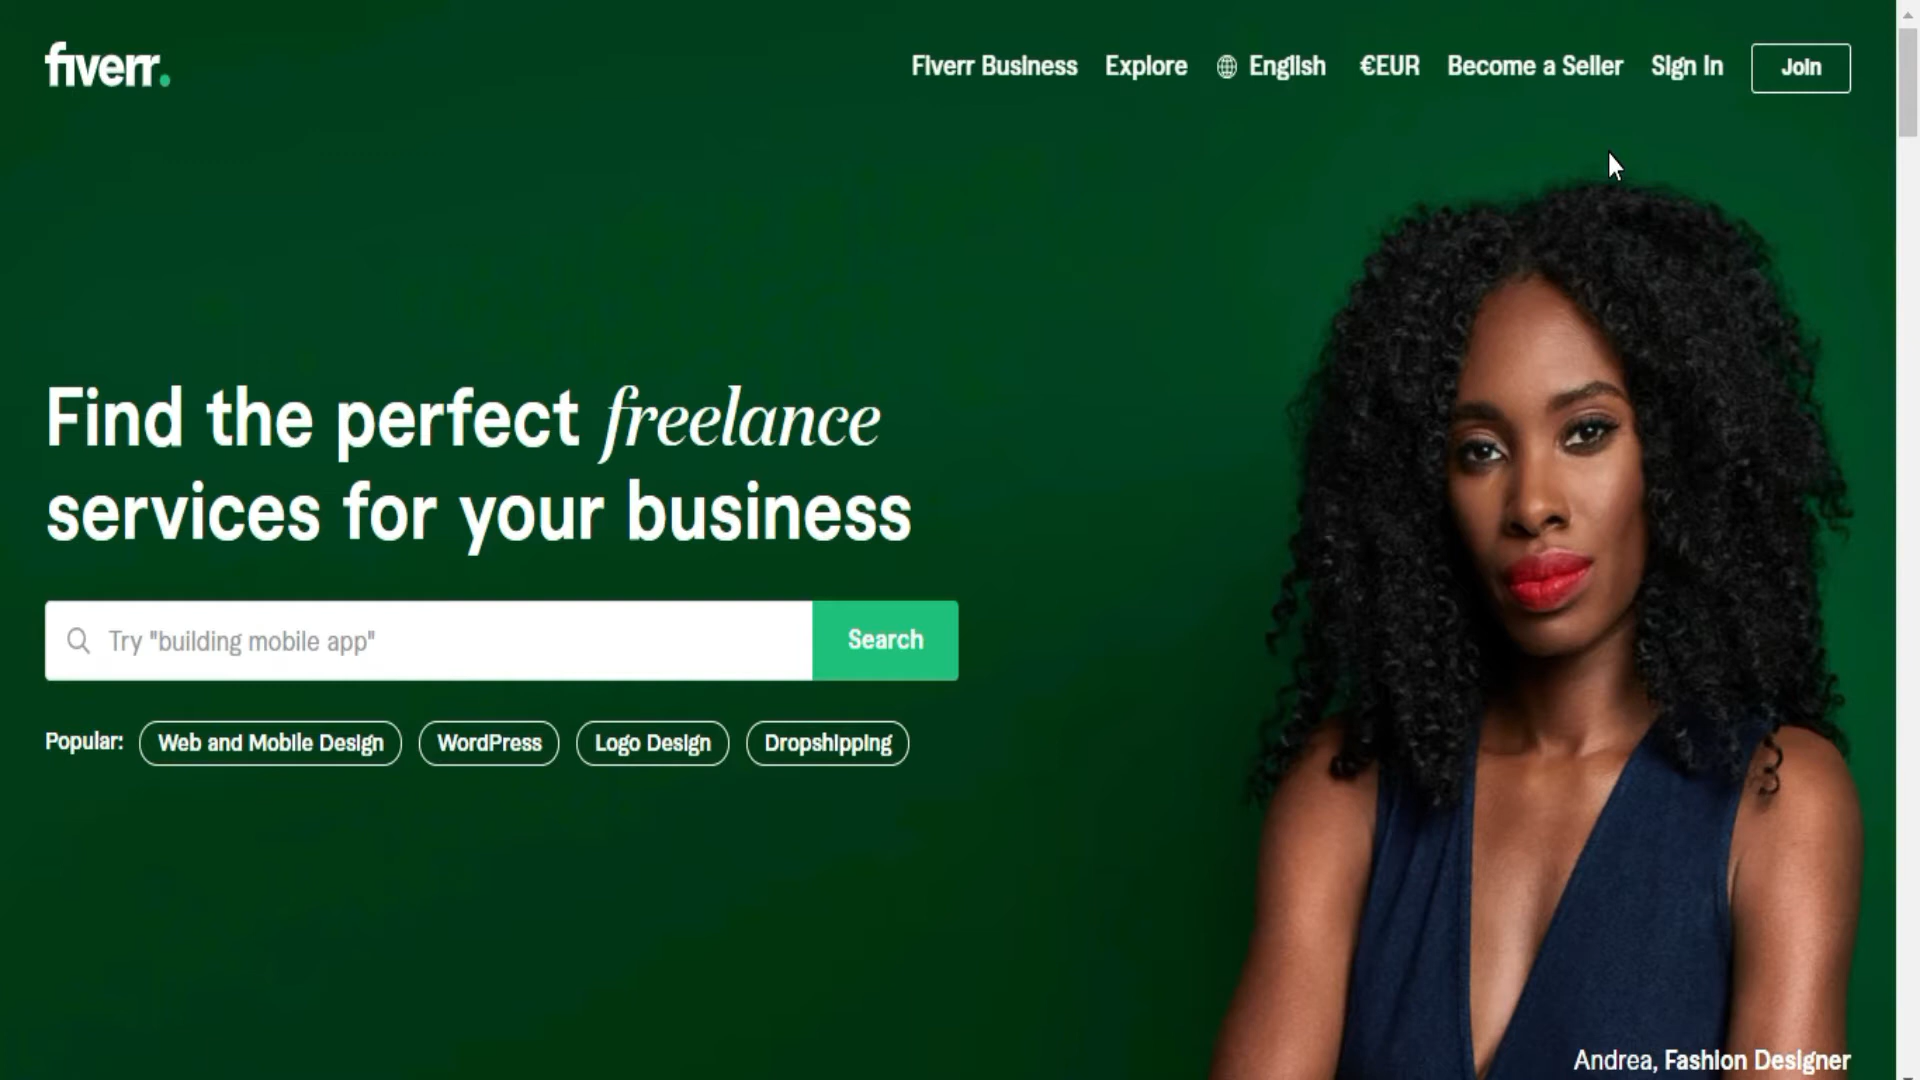 fiverr.
Fiverr Business Explore English €EUR Become a Seller Sign In Join
Find the perfect freelance
services for your business
Try "building mobile app"
Search
Popular: Web and Mobile Design WordPress Logo Design Dropshipping
Andrea, Fashion Designer